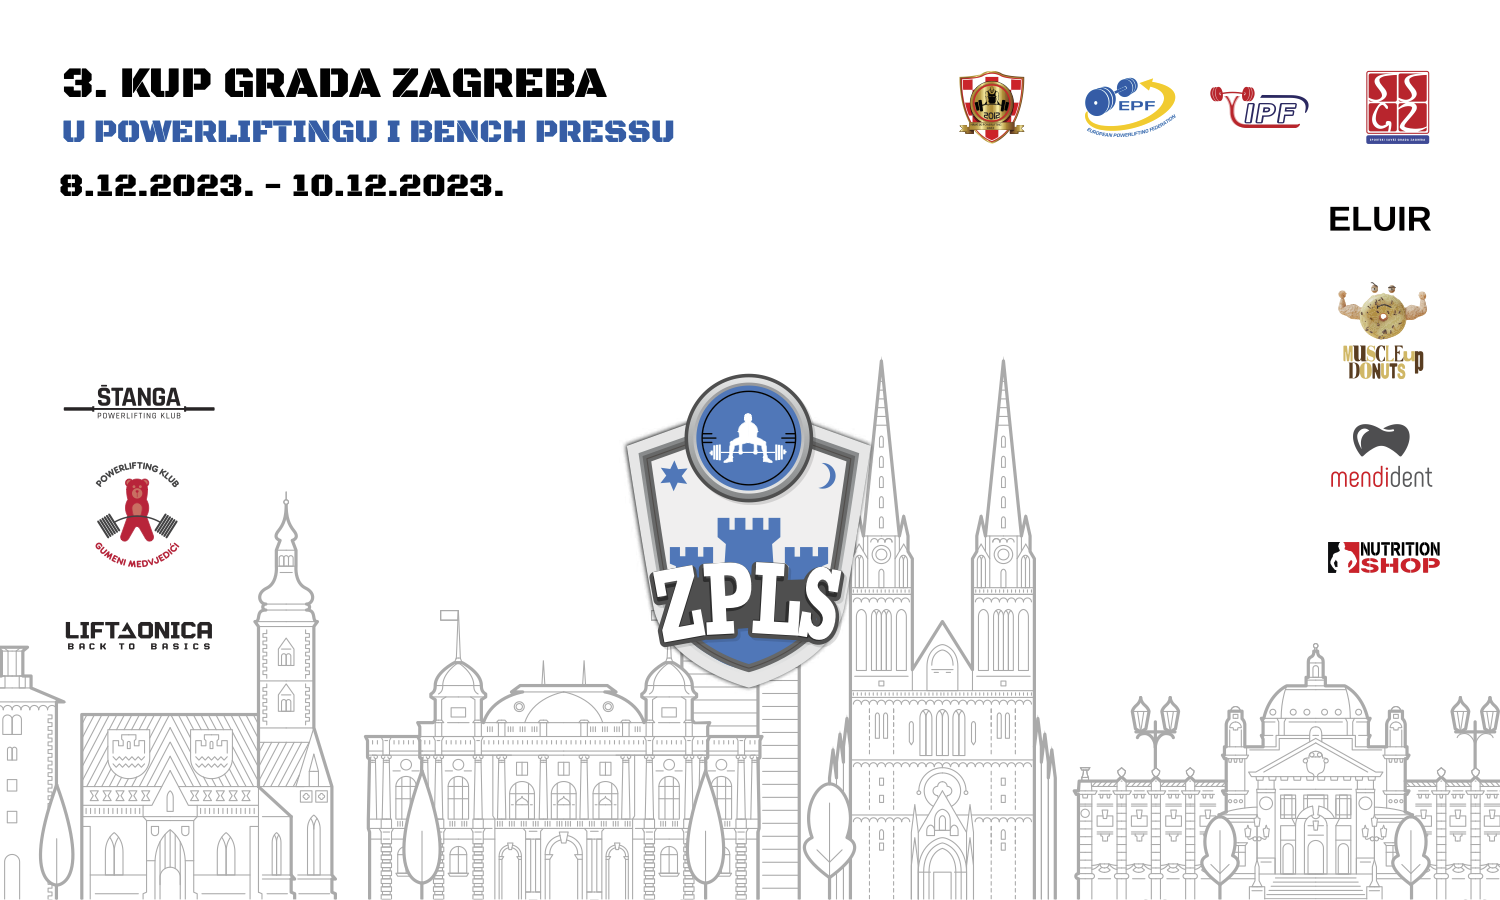 3. KUP GRADA ZAGREBA
U POWERLIFTINGU I BENCH PRESSU
8.12.2023. - 10.12.2023.
2012
EPF
EUROPEAN POWERLIFTING FEDERATION
IPF
SSGZ
ELUIR
MUSCLE up
DONUTS
mendident
NUTRITION
SHOP
ŠTANGA
POWERLIFTING KLUB
POWERLIFTING KLUB
GUMENI MEDVJEDIĆI
LIFTAONICA
BACK TO BASICS
ZPLS